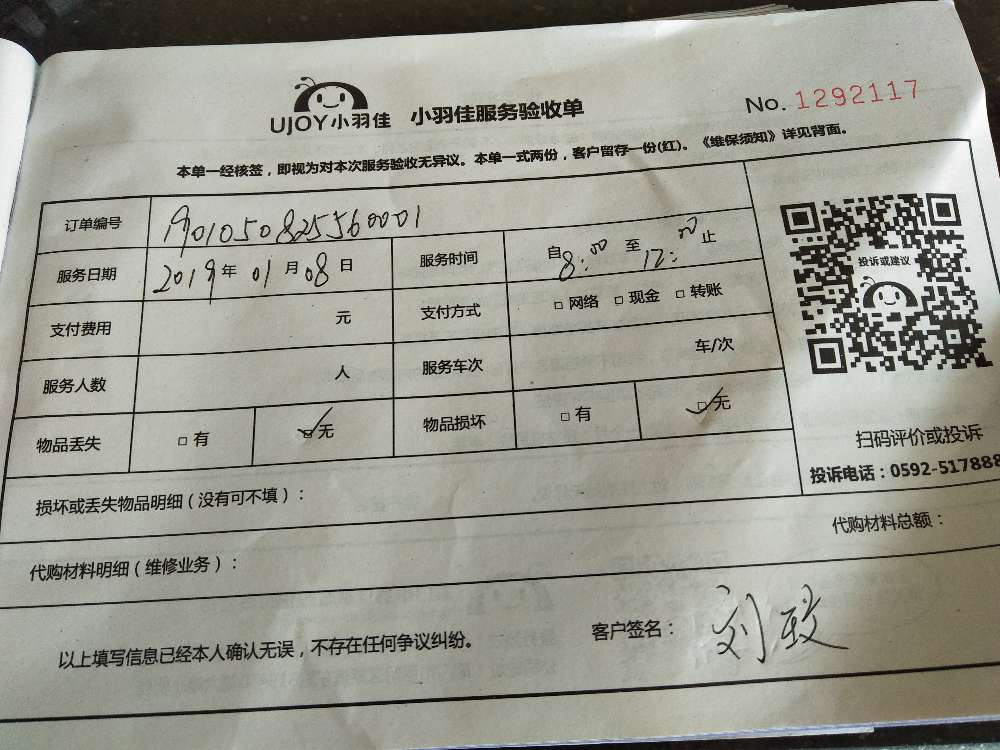 UJOY小羽佳 小羽佳服务验收单 No. 1292117
本单一经核签，即视为对本次服务验收无异议。本单一式两份，客户留存一份(红)。《维保须知》详见背面。
订单编号 1901050825560001
服务日期 2019年 01月 08日 服务时间 自8:00 至 12:00止
支付费用 元 支付方式 □网络 □现金 □转账
服务人数 人 服务车次 车/次
物品丢失 □有 ☑无 物品损坏 □有 ☑无
投诉或建议
扫码评价或投诉
投诉电话：0592-517888
损坏或丢失物品明细（没有可不填）：
代购材料明细（维修业务）： 代购材料总额：
以上填写信息已经本人确认无误，不存在任何争议纠纷。 客户签名：刘